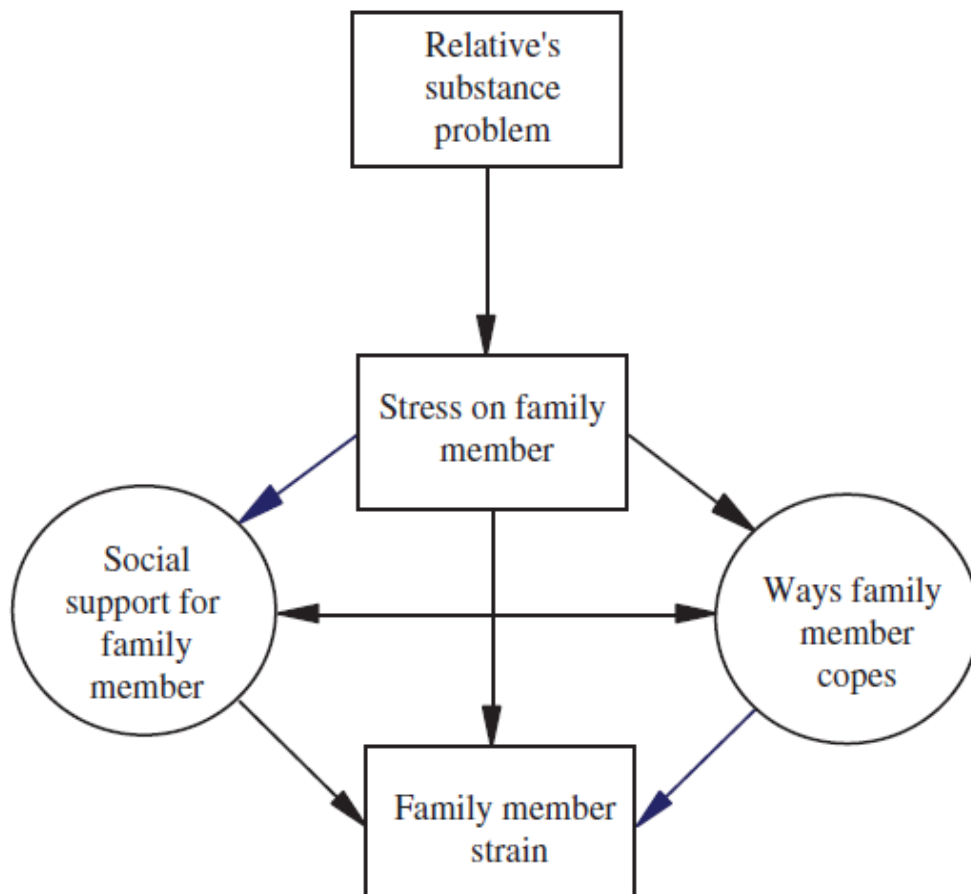 Relative's
substance
problem
Stress on family
member
Social
support for
family
member
Ways family
member
copes
Family member
strain